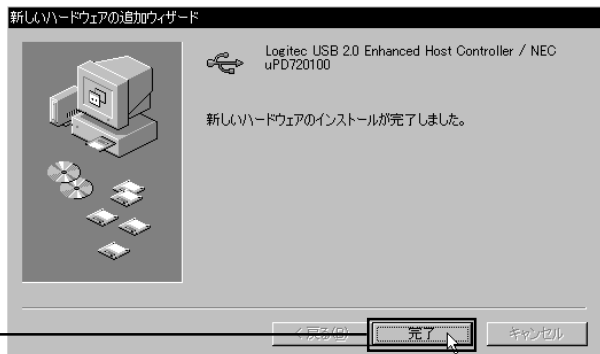 新しいハードウェアの追加ウィザード
Logitec USB 2.0 Enhanced Host Controller / NEC
uPD720100
新しいハードウェアのインストールが完了しました。
< 戻る(B)
完了
キャンセル